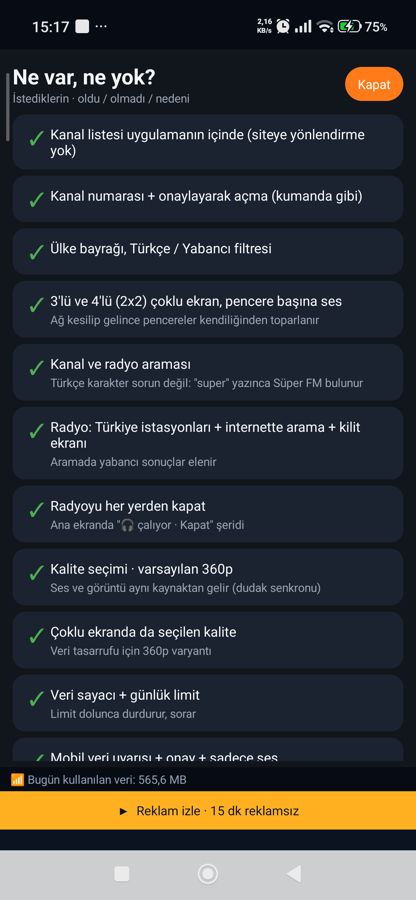 15:17
2,16
KB/s
75%
Ne var, ne yok?
İstediklerin · oldu / olmadı / nedeni
Kapat
✓ Kanal listesi uygulamanın içinde (siteye yönlendirme
yok)
✓ Kanal numarası + onaylayarak açma (kumanda gibi)
✓ Ülke bayrağı, Türkçe / Yabancı filtresi
✓ 3'lü ve 4'lü (2x2) çoklu ekran, pencere başına ses
Ağ kesilip gelince pencereler kendiliğinden toparlanır
✓ Kanal ve radyo araması
Türkçe karakter sorun değil: "super" yazınca Süper FM bulunur
✓ Radyo: Türkiye istasyonları + internette arama + kilit
ekranı
Aramada yabancı sonuçlar elenir
✓ Radyoyu her yerden kapat
Ana ekranda "🎧 çalıyor · Kapat" şeridi
✓ Kalite seçimi · varsayılan 360p
Ses ve görüntü aynı kaynaktan gelir (dudak senkronu)
✓ Çoklu ekranda da seçilen kalite
Veri tasarrufu için 360p varyantı
✓ Veri sayacı + günlük limit
Limit dolunca durdurur, sorar
✓ Mobil veri uyarısı + onay + sadece ses
📶 Bugün kullanılan veri: 565,6 MB
► Reklam izle · 15 dk reklamsız